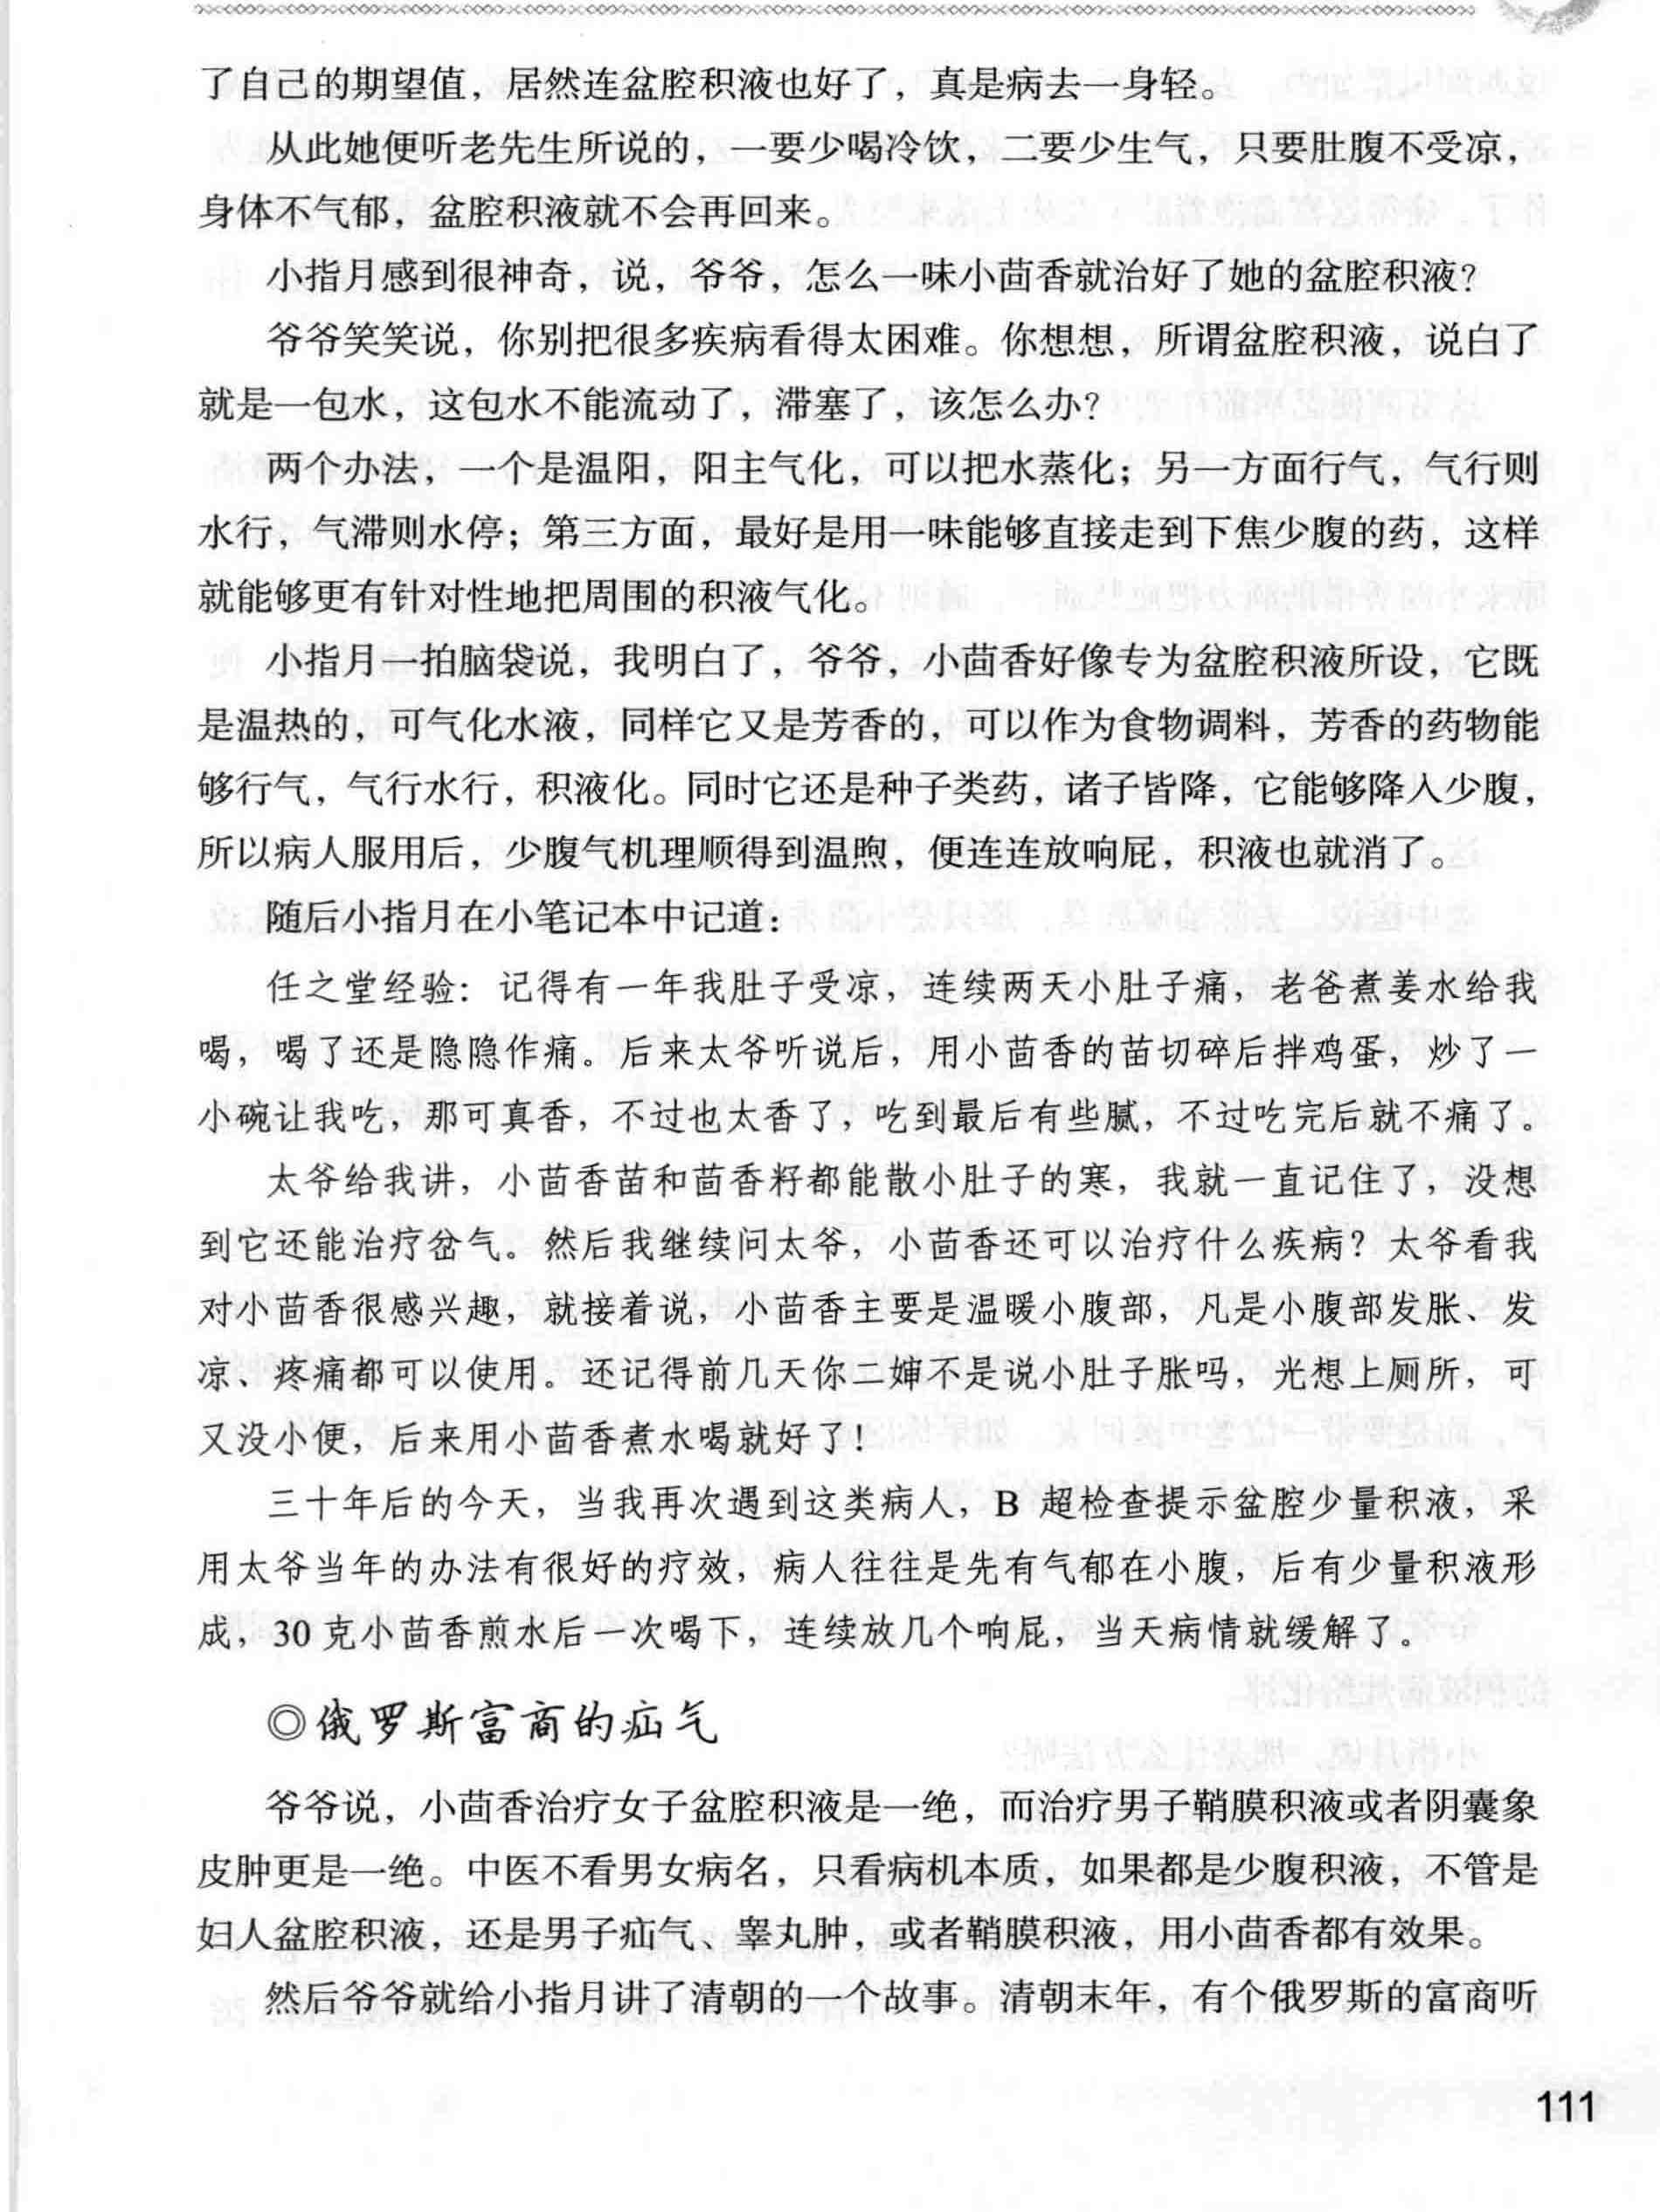 了自己的期望值，居然连盆腔积液也好了，真是病去一身轻。
从此她便听老先生所说的，一要少喝冷饮，二要少生气，只要肚腹不受凉，
身体不气郁，盆腔积液就不会再回来。
小指月感到很神奇，说，爷爷，怎么一味小茴香就治好了她的盆腔积液？
爷爷笑笑说，你别把很多疾病看得太困难。你想想，所谓盆腔积液，说白了
就是一包水，这包水不能流动了，滞塞了，该怎么办？
两个办法，一个是温阳，阳主气化，可以把水蒸化；另一方面行气，气行则
水行，气滞则水停；第三方面，最好是用一味能够直接走到下焦少腹的药，这样
就能够更有针对性地把周围的积液气化。
小指月一拍脑袋说，我明白了，爷爷，小茴香好像专为盆腔积液所设，它既
是温热的，可气化水液，同样它又是芳香的，可以作为食物调料，芳香的药物能
够行气，气行水行，积液化。同时它还是种子类药，诸子皆降，它能够降入少腹，
所以病人服用后，少腹气机理顺得到温煦，便连连放响屁，积液也就消了。
随后小指月在小笔记本中记道：
任之堂经验：记得有一年我肚子受凉，连续两天小肚子痛，老爸煮姜水给我
喝，喝了还是隐隐作痛。后来太爷听说后，用小茴香的苗切碎后拌鸡蛋，炒了一
小碗让我吃，那可真香，不过也太香了，吃到最后有些腻，不过吃完后就不痛了。
太爷给我讲，小茴香苗和茴香籽都能散小肚子的寒，我就一直记住了，没想
到它还能治疗岔气。然后我继续问太爷，小茴香还可以治疗什么疾病？太爷看我
对小茴香很感兴趣，就接着说，小茴香主要是温暖小腹部，凡是小腹部发胀、发
凉、疼痛都可以使用。还记得前几天你二婶不是说小肚子胀吗，光想上厕所，可
又没小便，后来用小茴香煮水喝就好了！
三十年后的今天，当我再次遇到这类病人，B 超检查提示盆腔少量积液，采
用太爷当年的办法有很好的疗效，病人往往是先有气郁在小腹，后有少量积液形
成，30 克小茴香煎水后一次喝下，连续放几个响屁，当天病情就缓解了。
◎俄罗斯富商的疝气
爷爷说，小茴香治疗女子盆腔积液是一绝，而治疗男子鞘膜积液或者阴囊象
皮肿更是一绝。中医不看男女病名，只看病机本质，如果都是少腹积液，不管是
妇人盆腔积液，还是男子疝气、睾丸肿，或者鞘膜积液，用小茴香都有效果。
然后爷爷就给小指月讲了清朝的一个故事。清朝末年，有个俄罗斯的富商听
111